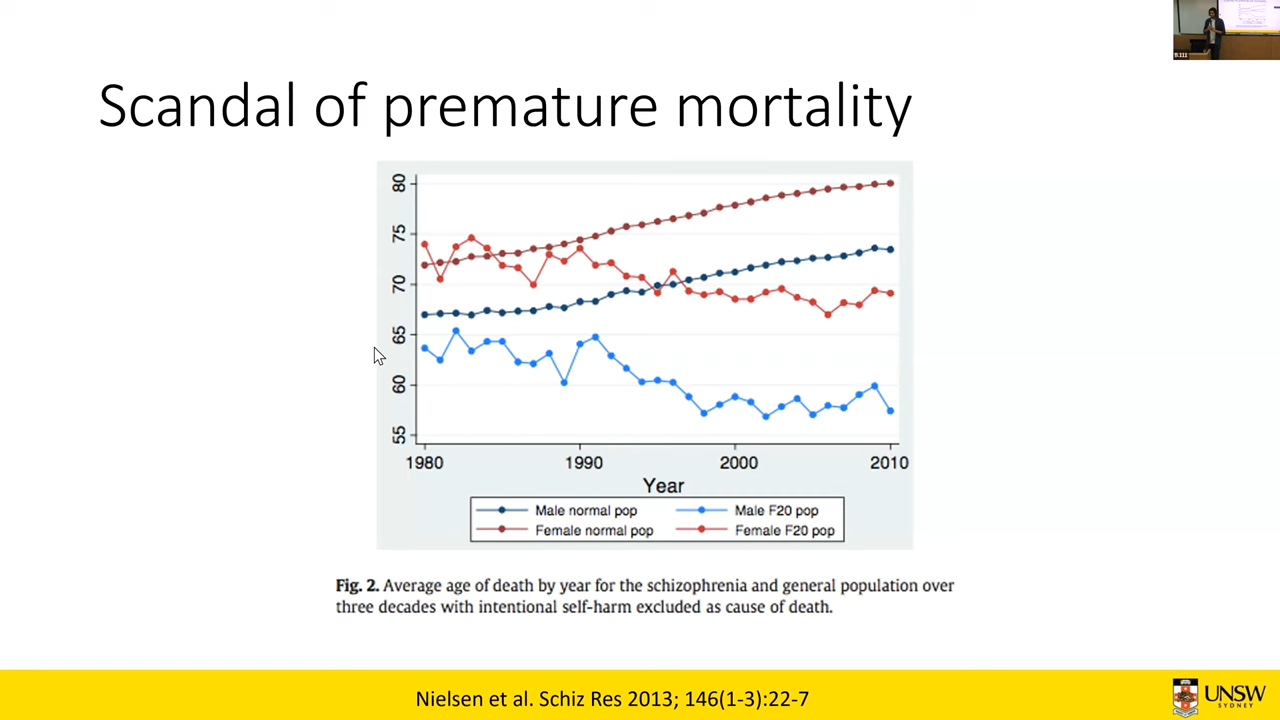 B.111
Scandal of premature mortality
80
75
70
65
60
55
1980 1990 2000 2010
Year
Male normal pop Male F20 pop
Female normal pop Female F20 pop
Fig. 2. Average age of death by year for the schizophrenia and general population over
three decades with intentional self-harm excluded as cause of death.
Nielsen et al. Schiz Res 2013; 146(1-3):22-7
UNSW
SYDNEY